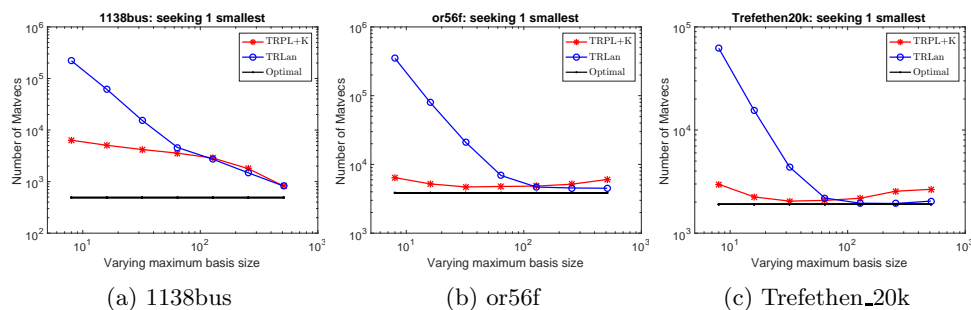 1138bus: seeking 1 smallest
Number of Matvecs
10^6
10^5
10^4
10^3
10^2
TRPL+K
TRLan
Optimal
10^1
10^2
10^3
Varying maximum basis size
(a) 1138bus
or56f: seeking 1 smallest
Number of Matvecs
10^6
10^5
10^4
10^3
TRPL+K
TRLan
Optimal
10^1
10^2
10^3
Varying maximum basis size
(b) or56f
Trefethen20k: seeking 1 smallest
Number of Matvecs
10^5
10^4
10^3
TRPL+K
TRLan
Optimal
10^1
10^2
10^3
Varying maximum basis size
(c) Trefethen_20k